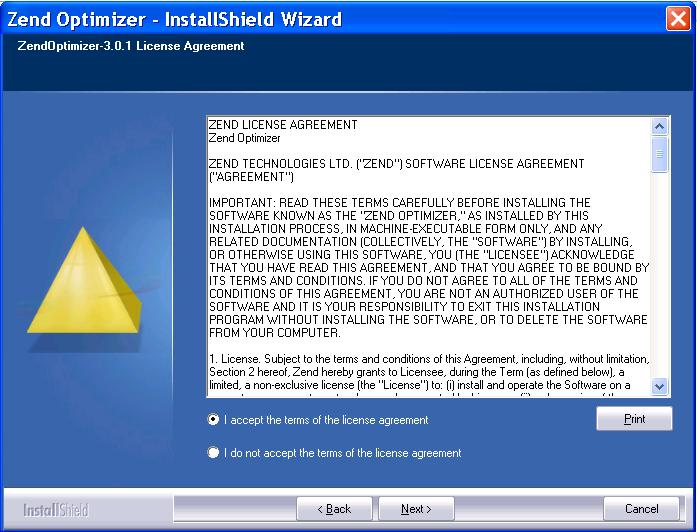 Zend Optimizer - InstallShield Wizard
ZendOptimizer-3.0.1 License Agreement
ZEND LICENSE AGREEMENT
Zend Optimizer
ZEND TECHNOLOGIES LTD. ("ZEND") SOFTWARE LICENSE AGREEMENT
("AGREEMENT")
IMPORTANT: READ THESE TERMS CAREFULLY BEFORE INSTALLING THE
SOFTWARE KNOWN AS THE "ZEND OPTIMIZER," AS INSTALLED BY THIS
INSTALLATION PROCESS, IN MACHINE-EXECUTABLE FORM ONLY, AND ANY
RELATED DOCUMENTATION (COLLECTIVELY, THE "SOFTWARE") BY INSTALLING,
OR OTHERWISE USING THIS SOFTWARE, YOU (THE "LICENSEE") ACKNOWLEDGE
THAT YOU HAVE READ THIS AGREEMENT, AND THAT YOU AGREE TO BE BOUND BY
ITS TERMS AND CONDITIONS. IF YOU DO NOT AGREE TO ALL OF THE TERMS AND
CONDITIONS OF THIS AGREEMENT, YOU ARE NOT AN AUTHORIZED USER OF THE
SOFTWARE AND IT IS YOUR RESPONSIBILITY TO EXIT THIS INSTALLATION
PROGRAM WITHOUT INSTALLING THE SOFTWARE, OR TO DELETE THE SOFTWARE
FROM YOUR COMPUTER.
1. License. Subject to the terms and conditions of this Agreement, including, without limitation,
Section 2 hereof, Zend hereby grants to Licensee, during the Term (as defined below), a
limited, a non-exclusive license (the "License") to: (i) install and operate the Software on a
I accept the terms of the license agreement
Print
I do not accept the terms of the license agreement
InstallShield
< Back
Next >
Cancel